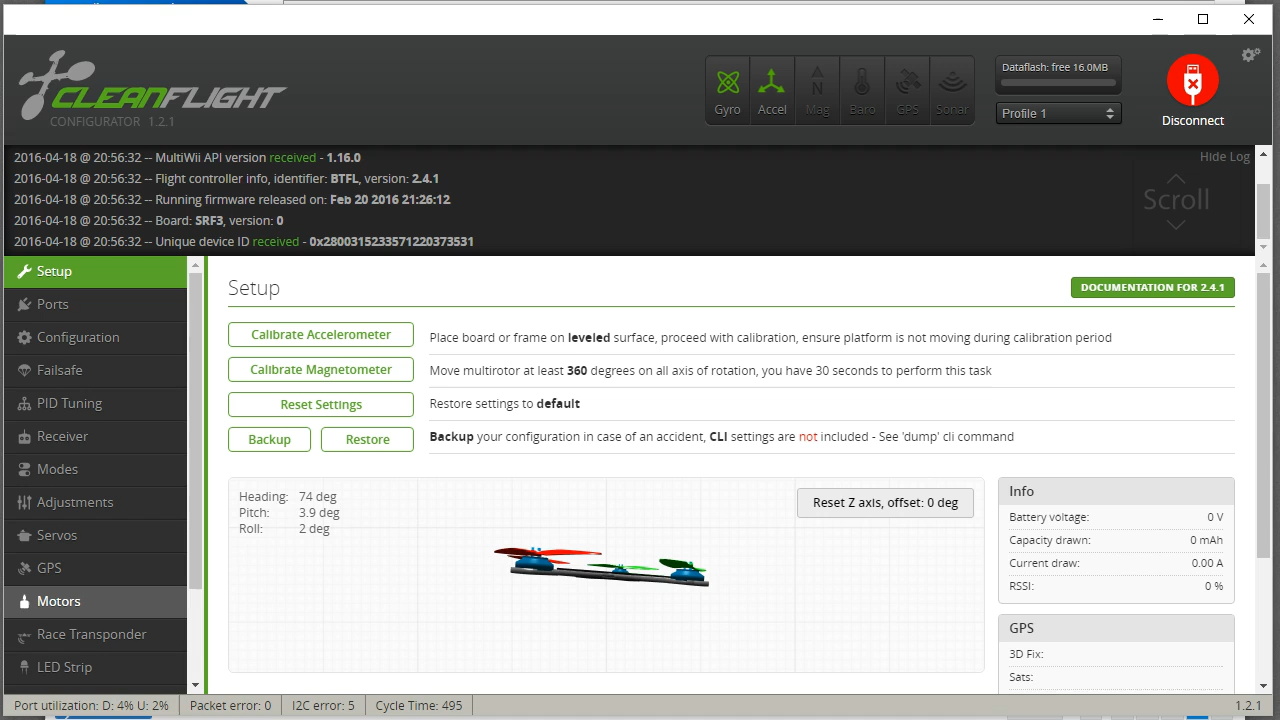 CLEANFLIGHT
CONFIGURATOR 1.2.1
Gyro Accel Mag Baro GPS Sonar
Dataflash: free 16.0MB
Profile 1
Disconnect
2016-04-18 @ 20:56:32 -- MultiWii API version received - 1.16.0
2016-04-18 @ 20:56:32 -- Flight controller info, identifier: BTFL, version: 2.4.1
2016-04-18 @ 20:56:32 -- Running firmware released on: Feb 20 2016 21:26:12
2016-04-18 @ 20:56:32 -- Board: SRF3, version: 0
2016-04-18 @ 20:56:32 -- Unique device ID received - 0x2800315233571220373531
Hide Log
Scroll
Setup
Ports
Configuration
Failsafe
PID Tuning
Receiver
Modes
Adjustments
Servos
GPS
Motors
Race Transponder
LED Strip
Setup
DOCUMENTATION FOR 2.4.1
Calibrate Accelerometer
Place board or frame on leveled surface, proceed with calibration, ensure platform is not moving during calibration period
Calibrate Magnetometer
Move multirotor at least 360 degrees on all axis of rotation, you have 30 seconds to perform this task
Reset Settings
Restore settings to default
Backup Restore
Backup your configuration in case of an accident, CLI settings are not included - See 'dump' cli command
Heading: 74 deg
Pitch: 3.9 deg
Roll: 2 deg
Reset Z axis, offset: 0 deg
Info
Battery voltage: 0 V
Capacity drawn: 0 mAh
Current draw: 0.00 A
RSSI: 0 %
GPS
3D Fix:
Sats:
Port utilization: D: 4% U: 2% Packet error: 0 I2C error: 5 Cycle Time: 495 1.2.1